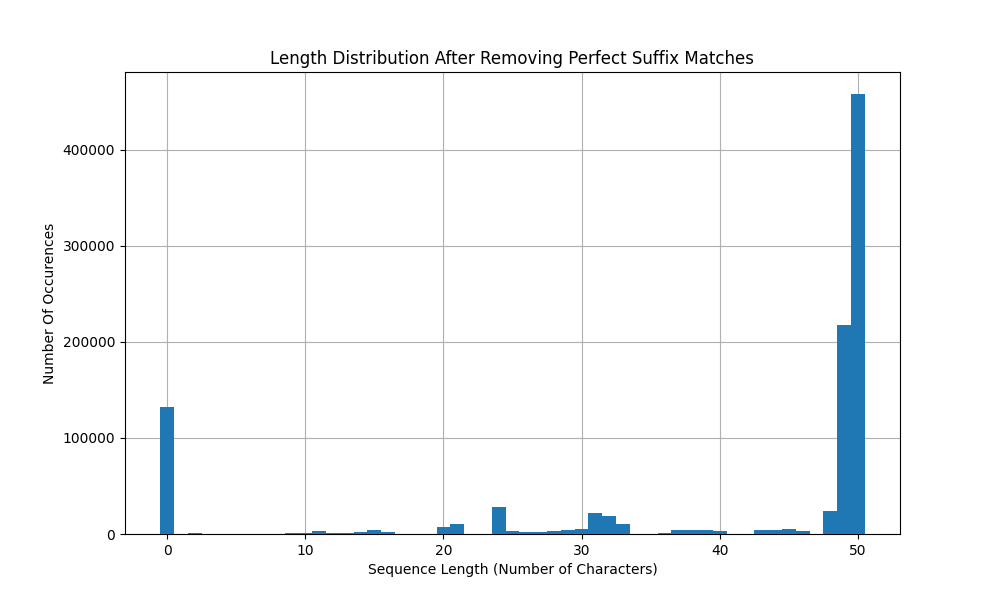 Length Distribution After Removing Perfect Suffix Matches
Number Of Occurences
400000
300000
200000
100000
0
0 10 20 30 40 50
Sequence Length (Number of Characters)